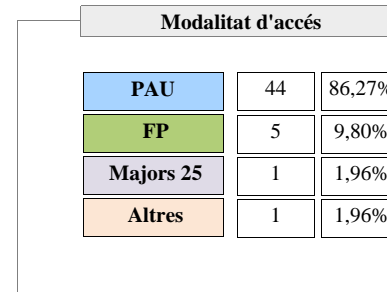 Modalitat d'accés
PAU 44 86,27%
FP 5 9,80%
Majors 25 1 1,96%
Altres 1 1,96%